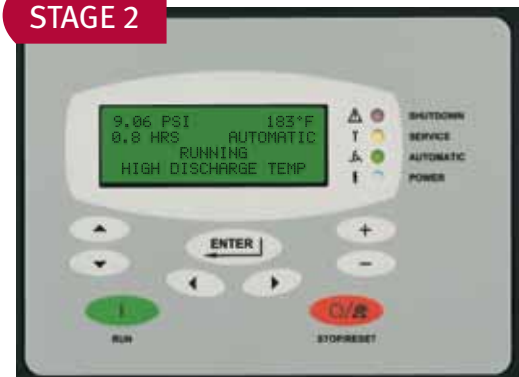 STAGE 2
9.06 PSI 183°F
0.8 HRS AUTOMATIC
RUNNING
HIGH DISCHARGE TEMP
SHUTDOWN
SERVICE
AUTOMATIC
POWER
+
ENTER
−
RUN
STOP/RESET